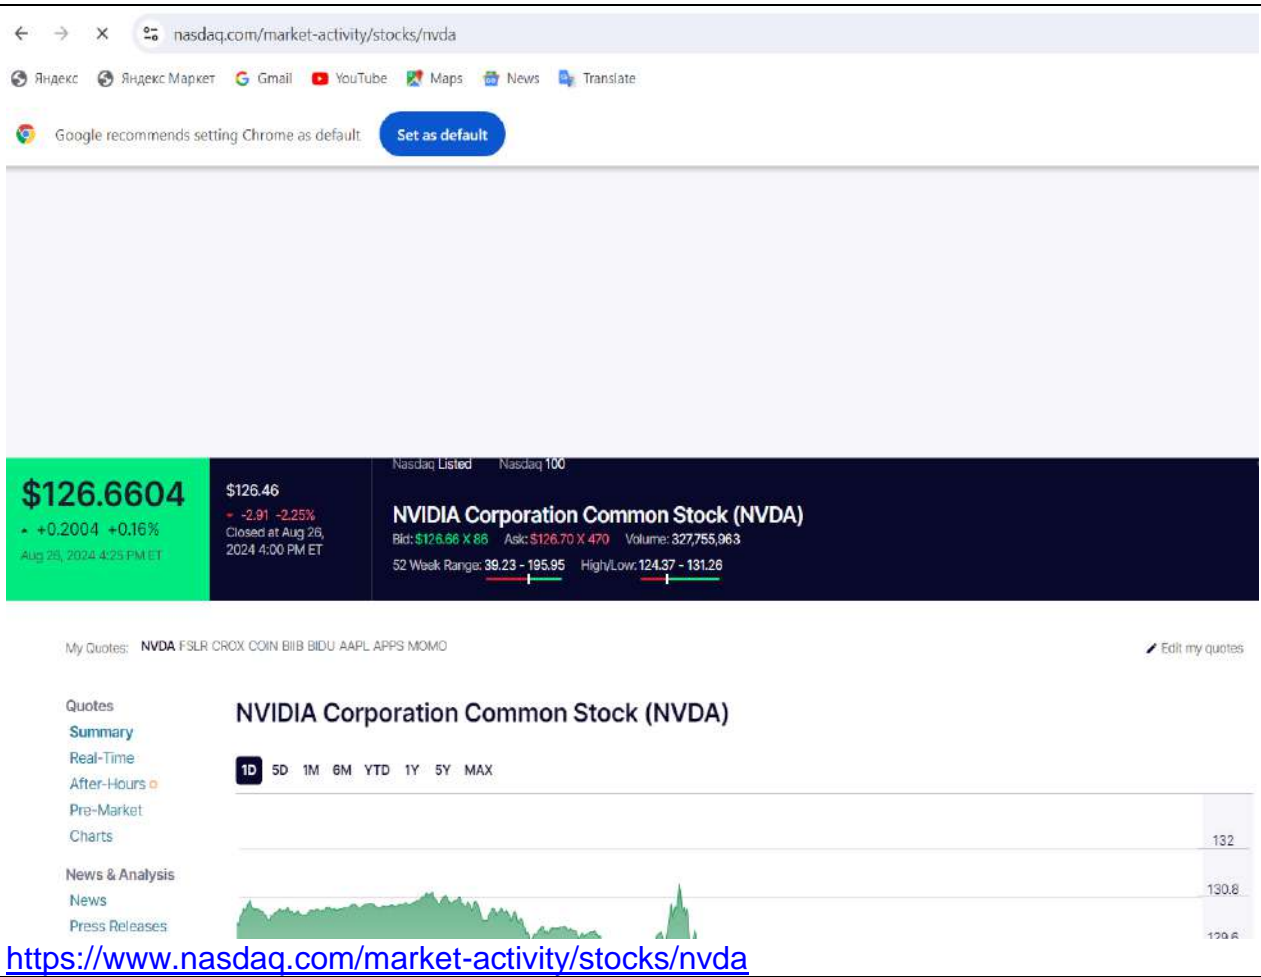 nasdaq.com/market-activity/stocks/nvda
Яндекс Яндекс Маркет Gmail YouTube Maps News Translate
Google recommends setting Chrome as default Set as default
Nasdaq Listed Nasdaq 100
$126.6604
+0.2004 +0.16%
Aug 26, 2024 4:25 PM ET
$126.46
-2.91 -2.25%
Closed at Aug 26,
2024 4:00 PM ET
NVIDIA Corporation Common Stock (NVDA)
Bid: $126.66 X 86 Ask: $126.70 X 470 Volume: 327,755,963
52 Week Range: 39.23 - 195.95 High/Low: 124.37 - 131.26
My Quotes: NVDA FSLR CROX COIN BIIB BIDU AAPL APPS MOMO Edit my quotes
Quotes
Summary
Real-Time
After-Hours
Pre-Market
Charts
News & Analysis
News
Press Releases
NVIDIA Corporation Common Stock (NVDA)
1D 5D 1M 6M YTD 1Y 5Y MAX
132
130.8
129.6
https://www.nasdaq.com/market-activity/stocks/nvda